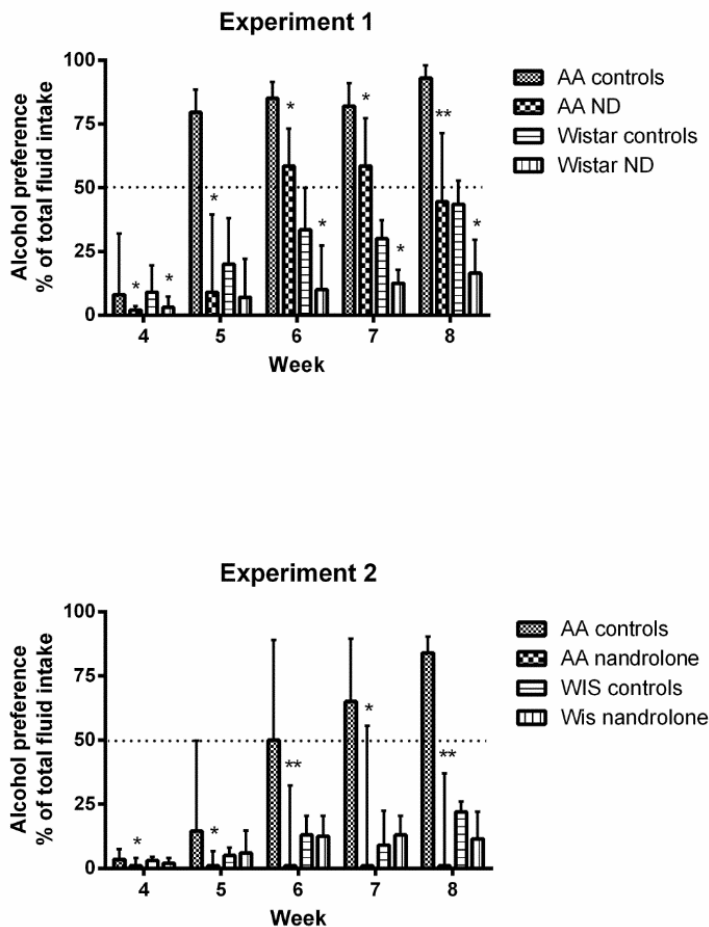 Experiment 1
Alcohol preference
% of total fluid intake
100
75
50
25
0
* * * * * * * ** *
4 5 6 7 8
Week
AA controls
AA ND
Wistar controls
Wistar ND
Experiment 2
Alcohol preference
% of total fluid intake
100
75
50
25
0
* * ** * **
4 5 6 7 8
Week
AA controls
AA nandrolone
WIS controls
Wis nandrolone